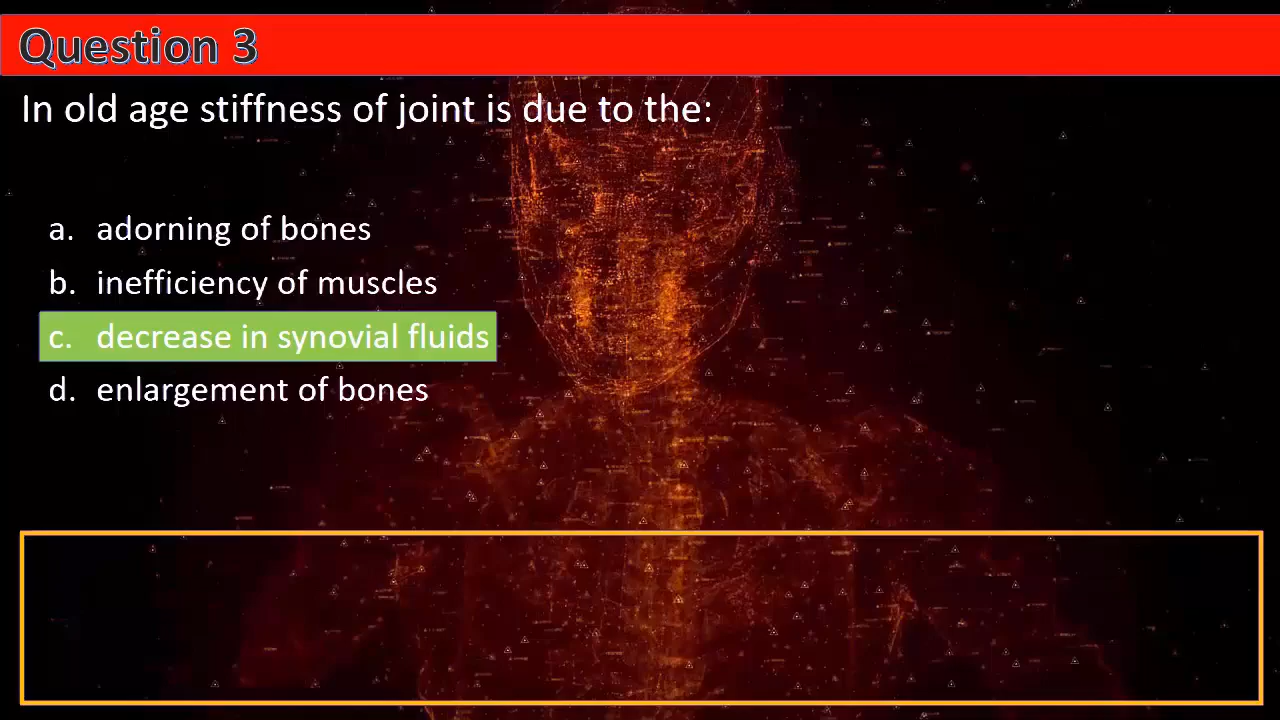 Question 3
In old age stiffness of joint is due to the:
a. adorning of bones
b. inefficiency of muscles
c. decrease in synovial fluids
d. enlargement of bones